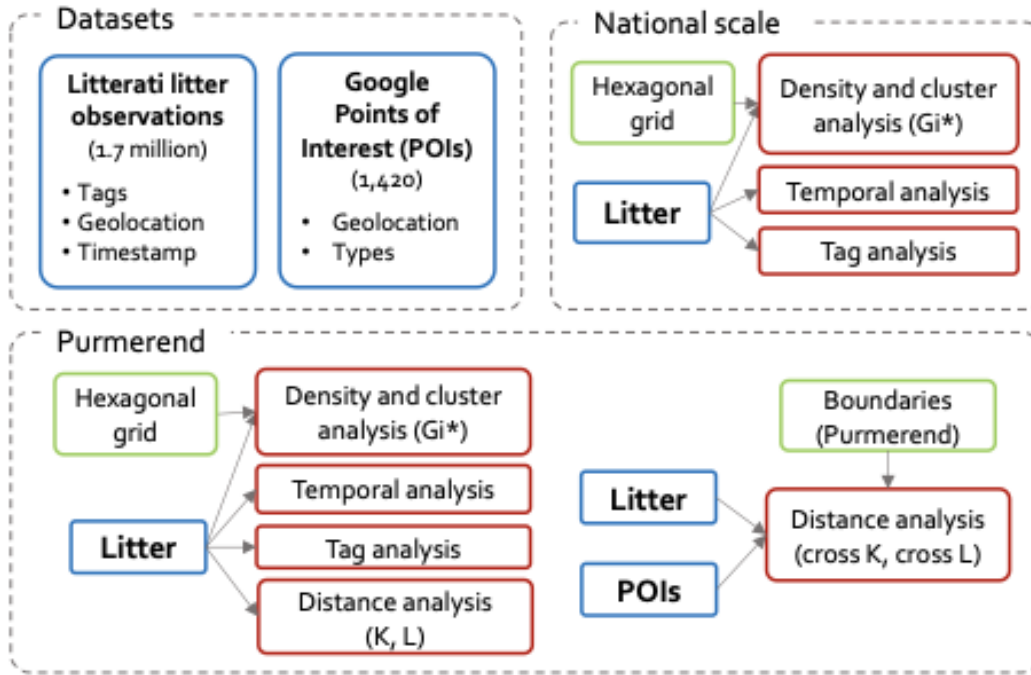 Datasets
Litterati litter
observations
(1.7 million)
• Tags
• Geolocation
• Timestamp
Google
Points of
Interest (POIs)
(1,420)
• Geolocation
• Types
National scale
Hexagonal
grid
Litter
Density and cluster
analysis (Gi*)
Temporal analysis
Tag analysis
Purmerend
Hexagonal
grid
Litter
Density and cluster
analysis (Gi*)
Temporal analysis
Tag analysis
Distance analysis
(K, L)
Litter
POIs
Boundaries
(Purmerend)
Distance analysis
(cross K, cross L)